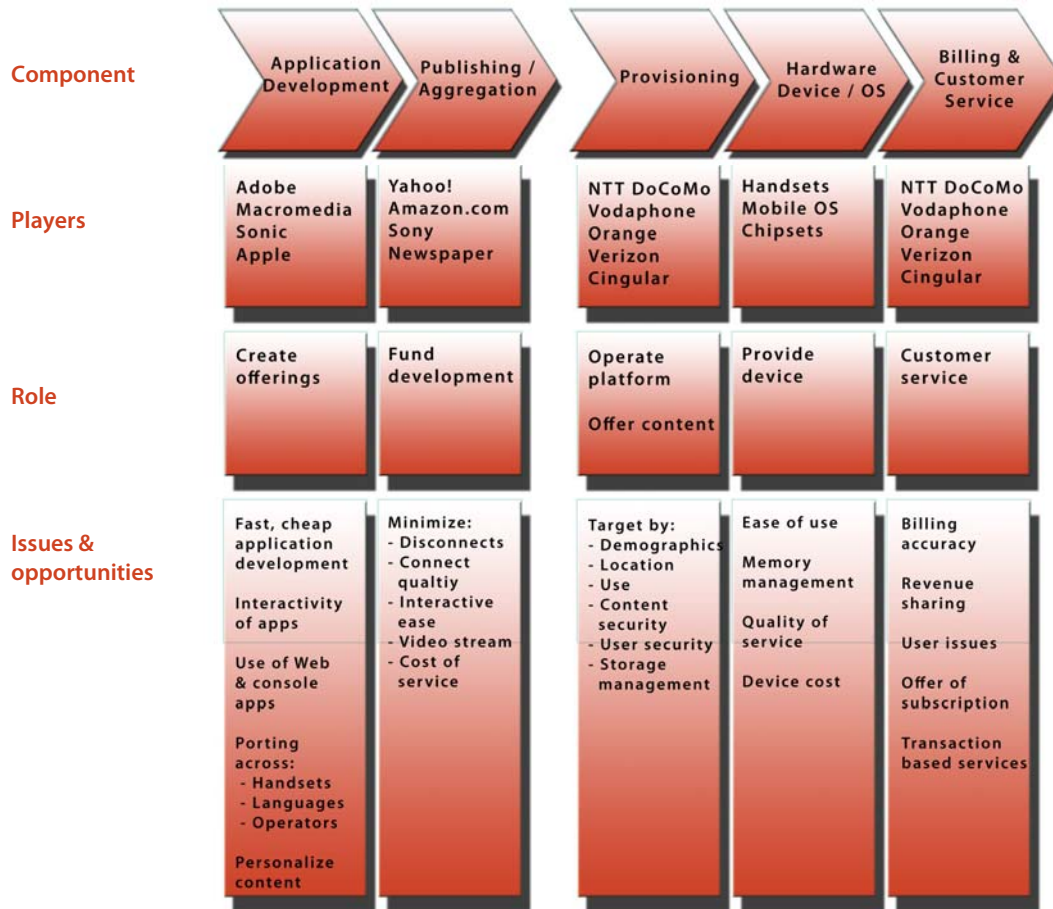 Component
Application
Development
Publishing /
Aggregation
Provisioning
Hardware
Device / OS
Billing &
Customer
Service
Players
Adobe
Macromedia
Sonic
Apple
Yahoo!
Amazon.com
Sony
Newspaper
NTT DoCoMo
Vodaphone
Orange
Verizon
Cingular
Handsets
Mobile OS
Chipsets
NTT DoCoMo
Vodaphone
Orange
Verizon
Cingular
Role
Create
offerings
Fund
development
Operate
platform
Offer content
Provide
device
Customer
service
Issues &
opportunities
Fast, cheap
application
development
Interactivity
of apps
Use of Web
& console
apps
Porting
across:
- Handsets
- Languages
- Operators
Personalize
content
Minimize:
- Disconnects
- Connect
qualtiy
- Interactive
ease
- Video stream
- Cost of
service
Target by:
- Demographics
- Location
- Use
- Content
security
- User security
- Storage
management
Ease of use
Memory
management
Quality of
service
Device cost
Billing
accuracy
Revenue
sharing
User issues
Offer of
subscription
Transaction
based services